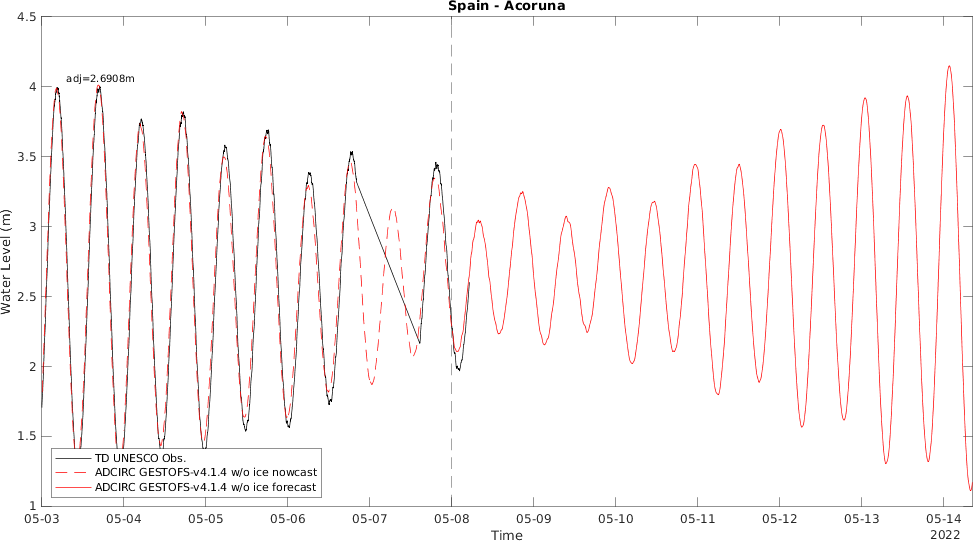 Spain - Acoruna
4.5
adj=2.6908m
4
3.5
3
2.5
2
1.5
1
Water Level (m)
TD UNESCO Obs.
ADCIRC GESTOFS-v4.1.4 w/o ice nowcast
ADCIRC GESTOFS-v4.1.4 w/o ice forecast
05-03 05-04 05-05 05-06 05-07 05-08 05-09 05-10 05-11 05-12 05-13 05-14
Time
2022